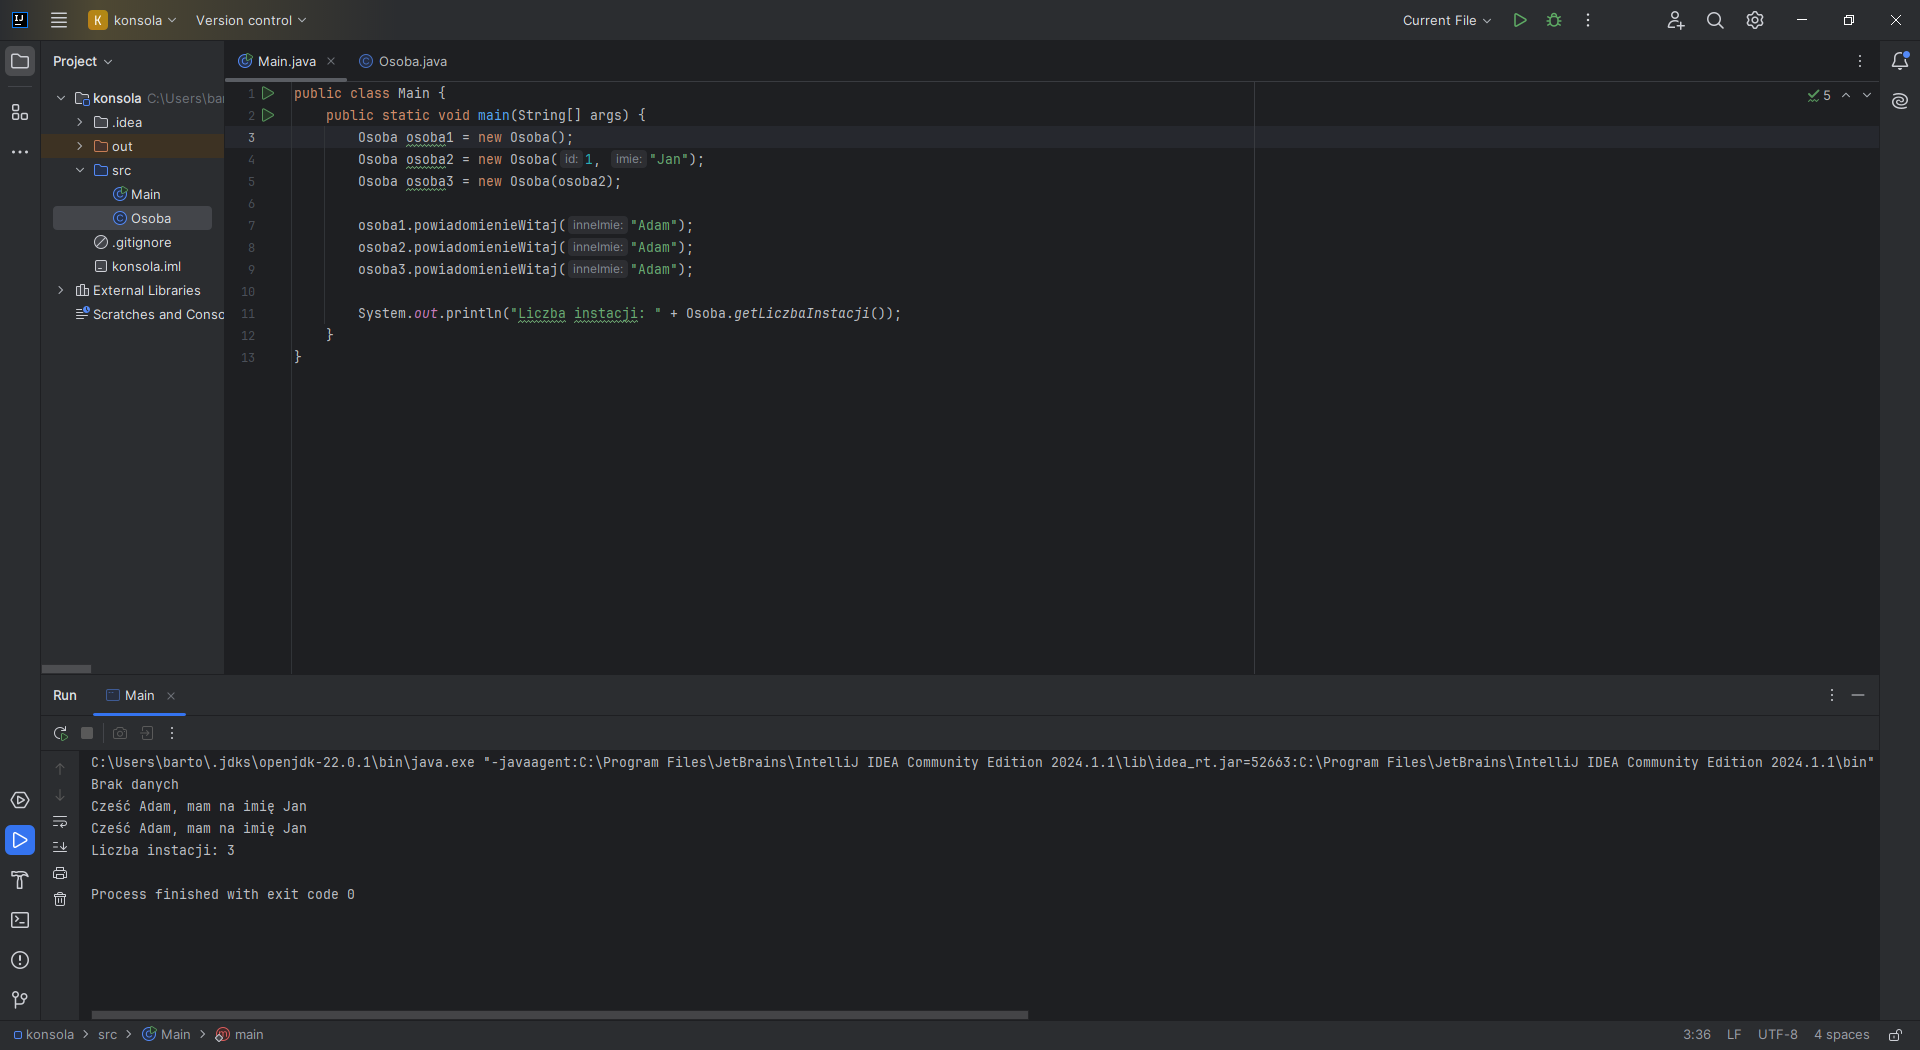 IJ
K konsola
Version control
Current File
Project
Main.java
Osoba.java
konsola C:\Users\bar
.idea
out
src
Main
Osoba
.gitignore
konsola.iml
External Libraries
Scratches and Conso
5
1 public class Main {
2 public static void main(String[] args) {
3 Osoba osoba1 = new Osoba();
4 Osoba osoba2 = new Osoba( id: 1, imie: "Jan");
5 Osoba osoba3 = new Osoba(osoba2);
6
7 osoba1.powiadomienieWitaj( inneImie: "Adam");
8 osoba2.powiadomienieWitaj( inneImie: "Adam");
9 osoba3.powiadomienieWitaj( inneImie: "Adam");
10
11 System.out.println("Liczba instacji: " + Osoba.getLiczbaInstacji());
12 }
13 }
Run
Main
C:\Users\barto\.jdks\openjdk-22.0.1\bin\java.exe "-javaagent:C:\Program Files\JetBrains\IntelliJ IDEA Community Edition 2024.1.1\lib\idea_rt.jar=52663:C:\Program Files\JetBrains\IntelliJ IDEA Community Edition 2024.1.1\bin"
Brak danych
Cześć Adam, mam na imię Jan
Cześć Adam, mam na imię Jan
Liczba instacji: 3
Process finished with exit code 0
konsola > src > Main > main
3:36 LF UTF-8 4 spaces